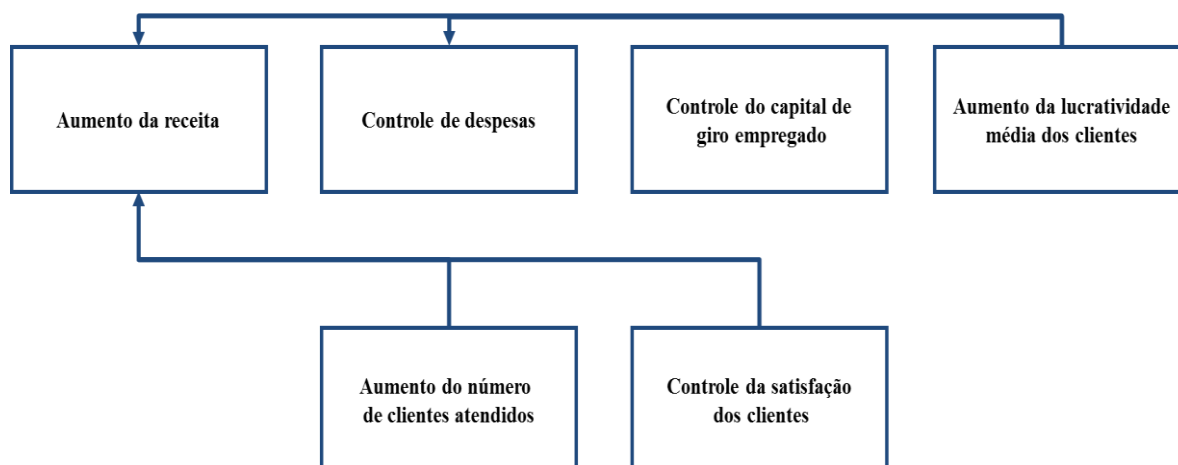 Aumento da receita
Controle de despesas
Controle do capital de
giro empregado
Aumento da lucratividade
média dos clientes
Aumento do número
de clientes atendidos
Controle da satisfação
dos clientes